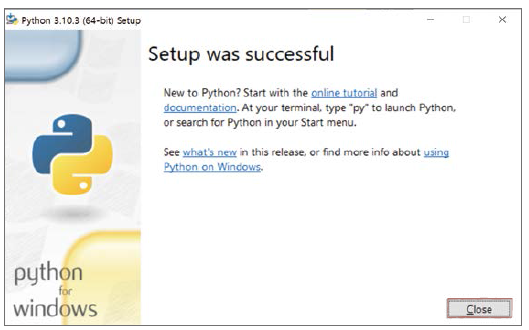 Python 3.10.3 (64-bit) Setup
Setup was successful
New to Python? Start with the online tutorial and
documentation. At your terminal, type "py" to launch Python,
or search for Python in your Start menu.
See what's new in this release, or find more info about using
Python on Windows.
python
for
windows
Close